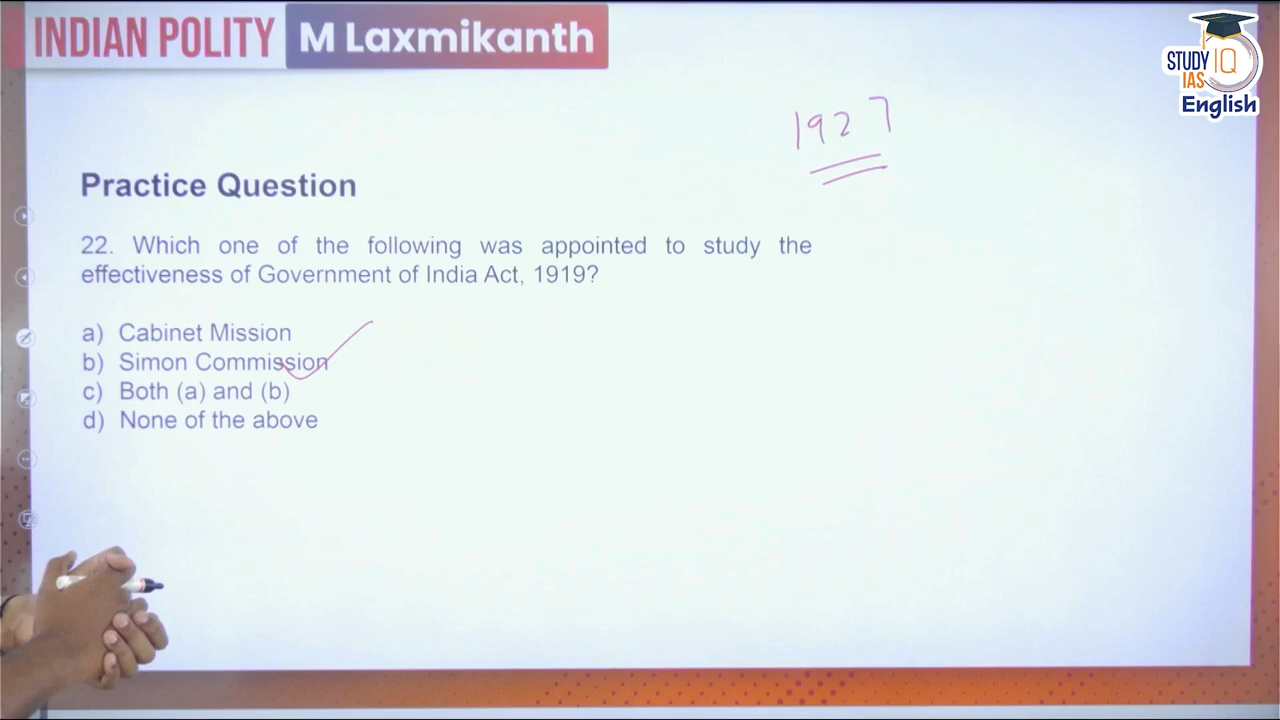 INDIAN POLITY M Laxmikanth
STUDY IQ
IAS
English
1927
Practice Question
22. Which one of the following was appointed to study the
effectiveness of Government of India Act, 1919?
a) Cabinet Mission
b) Simon Commission
c) Both (a) and (b)
d) None of the above